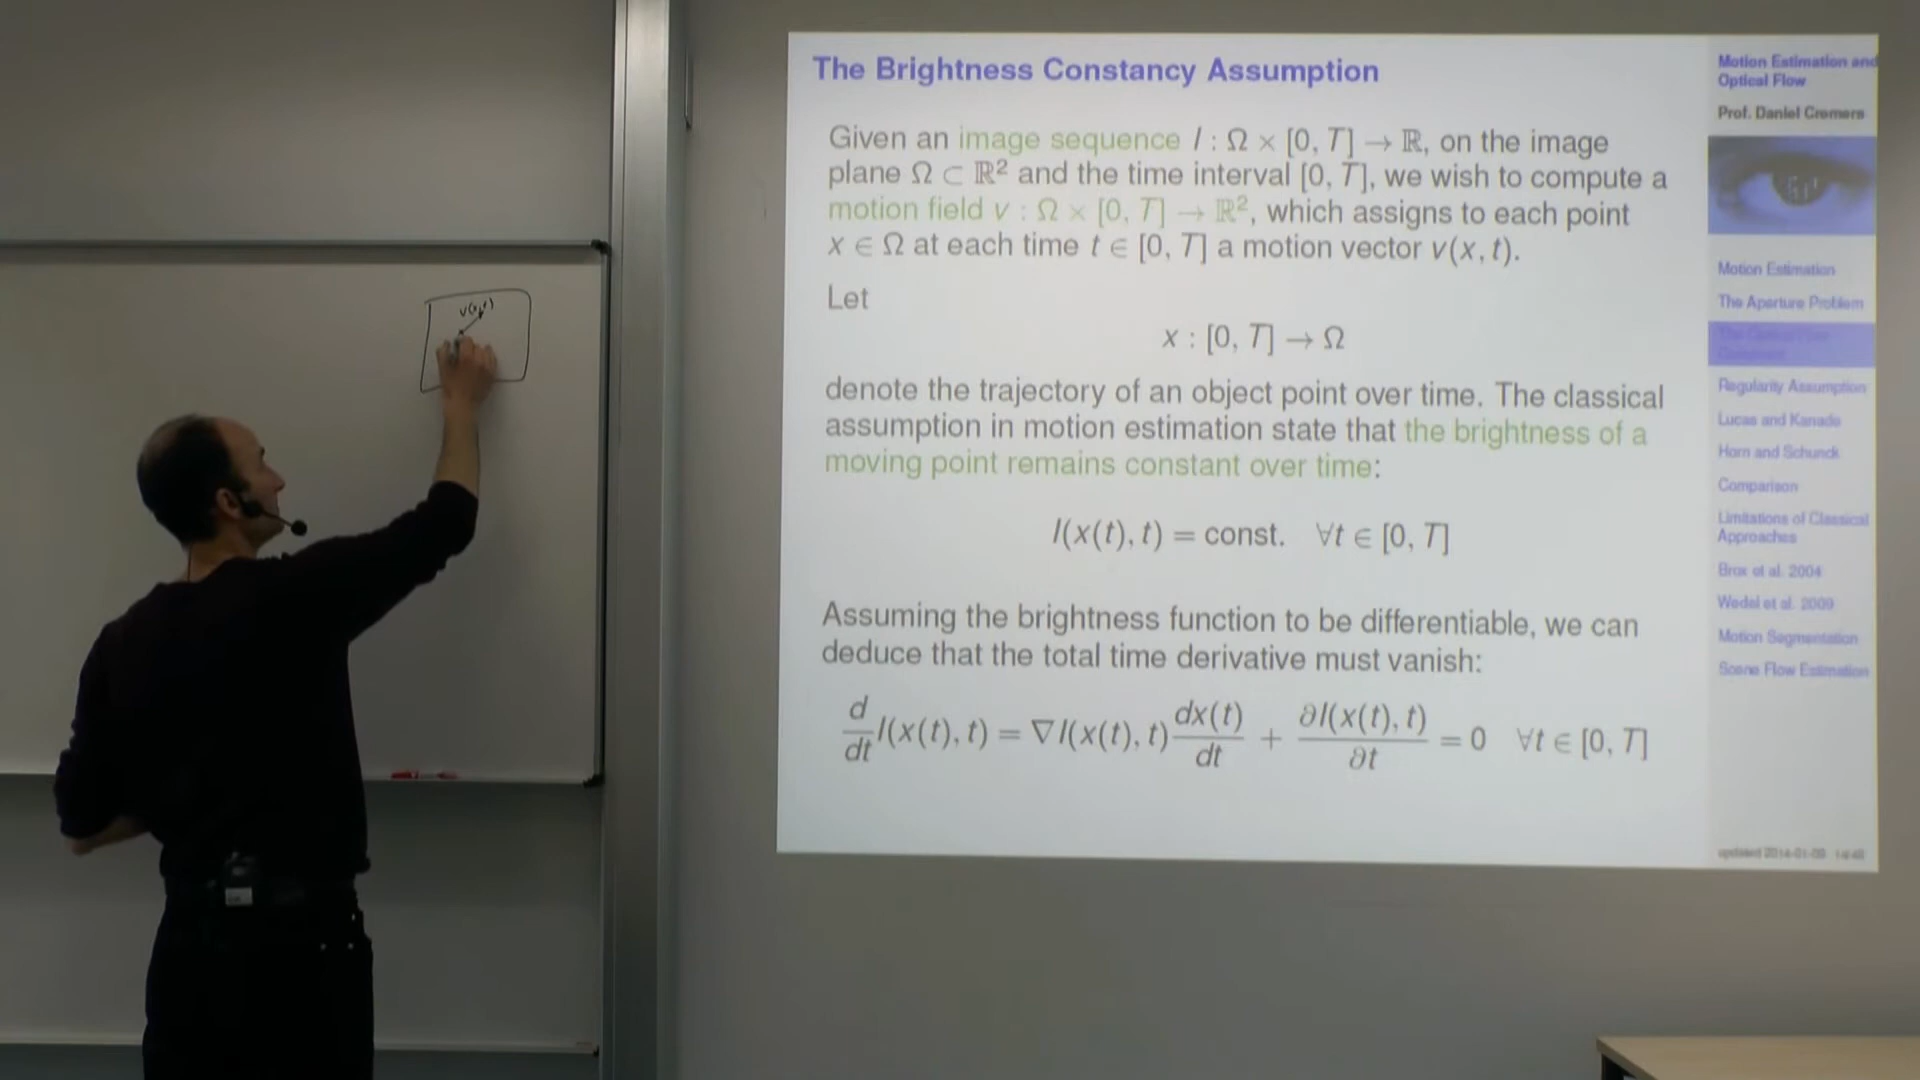 v(x,t)
The Brightness Constancy Assumption
Given an image sequence I : Ω × [0, T] → ℝ, on the image
plane Ω ⊂ ℝ² and the time interval [0, T], we wish to compute a
motion field v : Ω × [0, T] → ℝ², which assigns to each point
x ∈ Ω at each time t ∈ [0, T] a motion vector v(x, t).
Let
x : [0, T] → Ω
denote the trajectory of an object point over time. The classical
assumption in motion estimation state that the brightness of a
moving point remains constant over time:
I(x(t), t) = const. ∀t ∈ [0, T]
Assuming the brightness function to be differentiable, we can
deduce that the total time derivative must vanish:
d/dt I(x(t), t) = ∇I(x(t), t) dx(t)/dt + ∂I(x(t), t)/∂t = 0 ∀t ∈ [0, T]
Motion Estimation and
Optical Flow
Prof. Daniel Cremers
Motion Estimation
The Aperture Problem
Regularity Assumption
Lucas and Kanade
Horn and Schunck
Comparison
Limitations of Classical
Approaches
Brox et al. 2004
Wedel et al. 2009
Motion Segmentation
Scene Flow Estimation
updated 2014-01-09